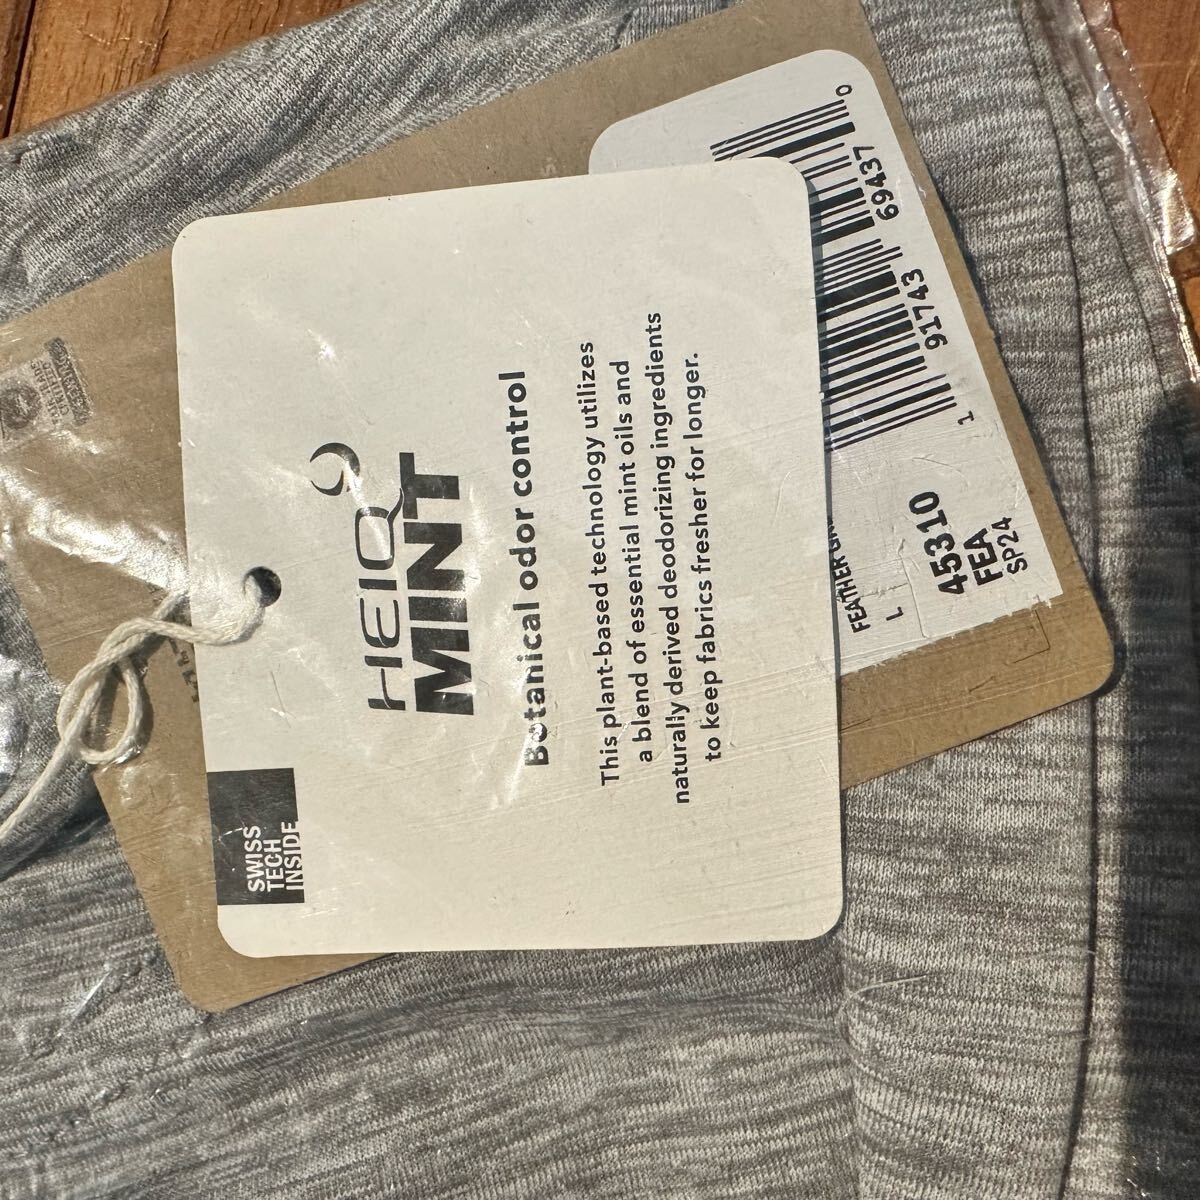 HEIQ
MINT
Botanical odor control
This plant-based technology utilizes
a blend of essential mint oils and
naturally derived deodorizing ingredients
to keep fabrics fresher for longer.
SWISS
TECH
INSIDE
1 91743 69437 0
FEATHER
L
45310
FEA
SP24